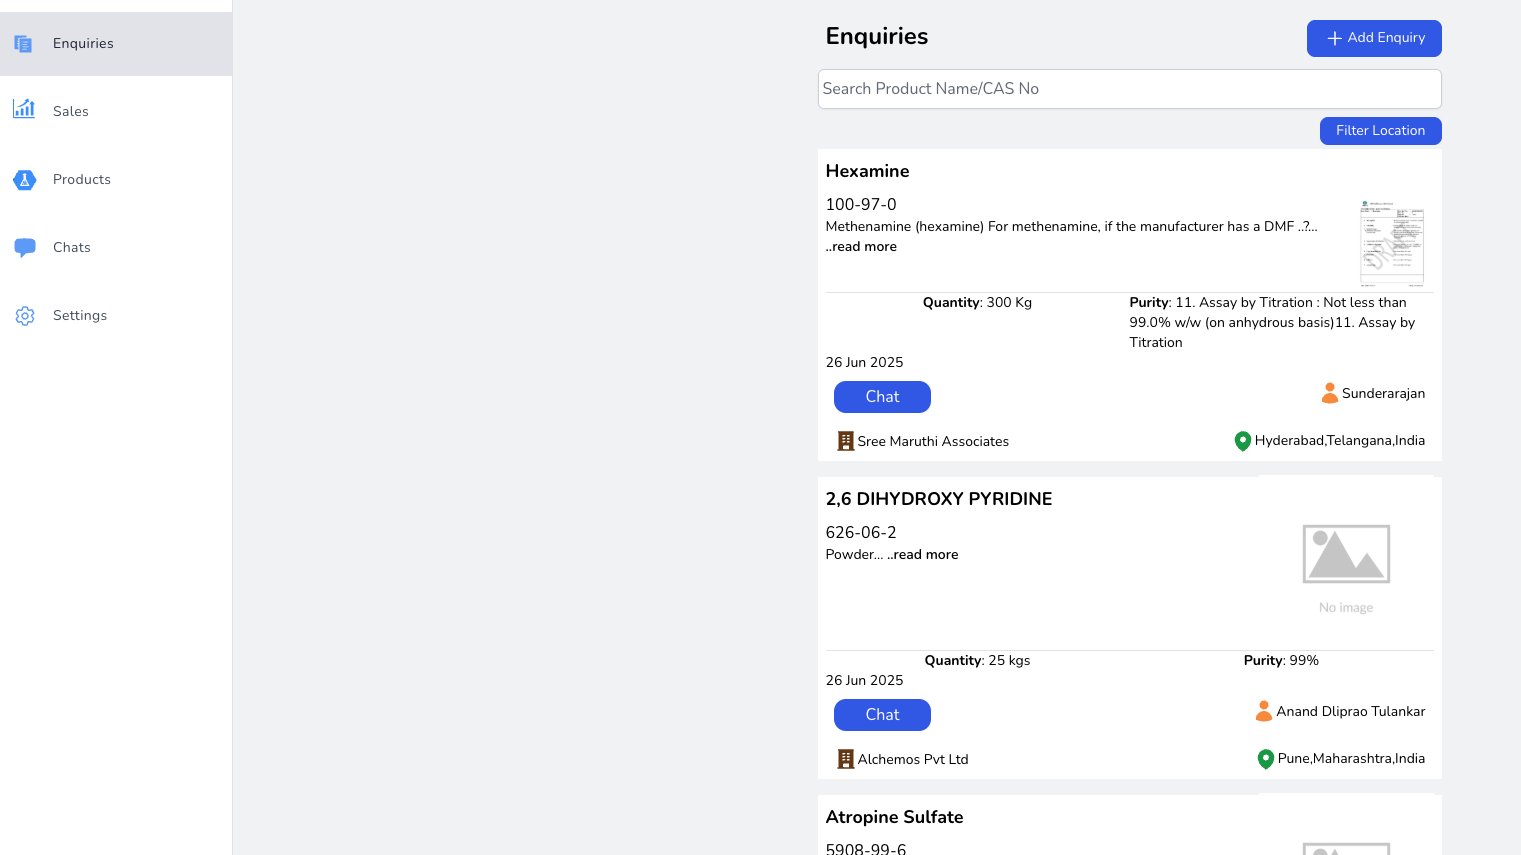 Enquiries
Sales
Products
Chats
Settings
Enquiries
Add Enquiry
Search Product Name/CAS No
Filter Location
Hexamine
100-97-0
Methenamine (hexamine) For methenamine, if the manufacturer has a DMF ..?...
..read more
Quantity: 300 Kg
Purity: 11. Assay by Titration : Not less than
99.0% w/w (on anhydrous basis)11. Assay by
Titration
26 Jun 2025
Chat
Sunderarajan
Sree Maruthi Associates
Hyderabad,Telangana,India
2,6 DIHYDROXY PYRIDINE
626-06-2
Powder... ..read more
No image
Quantity: 25 kgs
Purity: 99%
26 Jun 2025
Chat
Anand Dliprao Tulankar
Alchemos Pvt Ltd
Pune,Maharashtra,India
Atropine Sulfate
5908-99-6